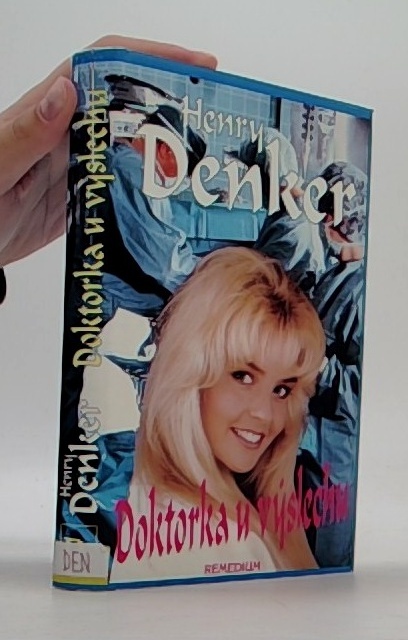 Henry
Denker
Doktorka u výslechu
REMEDIUM
Henry
Denker
Doktorka u výslechu
DEN